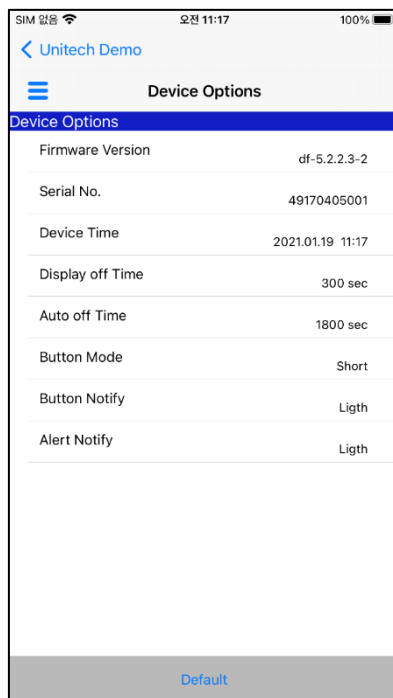 SIM 없음 오전 11:17 100%
Unitech Demo
Device Options
Device Options
Firmware Version df-5.2.2.3-2
Serial No. 49170405001
Device Time 2021.01.19 11:17
Display off Time 300 sec
Auto off Time 1800 sec
Button Mode Short
Button Notify Ligth
Alert Notify Ligth
Default